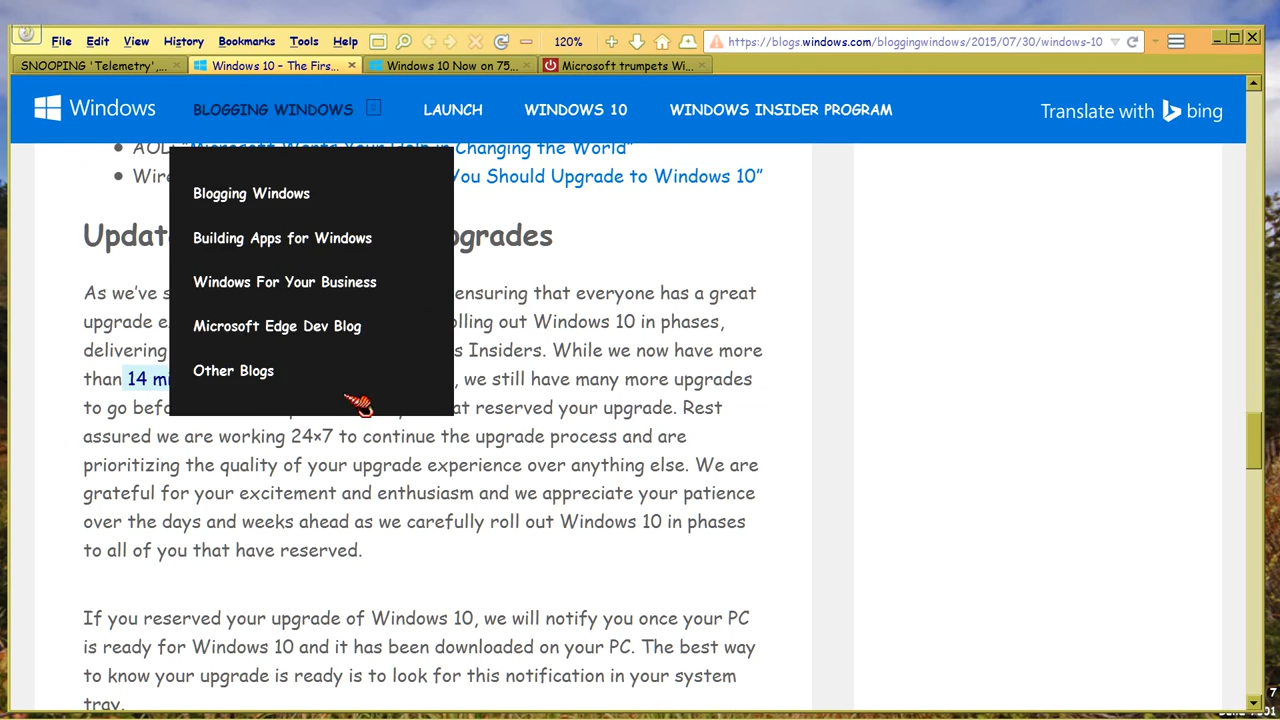 File Edit View History Bookmarks Tools Help 120% https://blogs.windows.com/bloggingwindows/2015/07/30/windows-10
SNOOPING 'Telemetry',... Windows 10 – The Firs... Windows 10 Now on 75... Microsoft trumpets Wi...
Windows BLOGGING WINDOWS LAUNCH WINDOWS 10 WINDOWS INSIDER PROGRAM Translate with bing
Changing the World"
You Should Upgrade to Windows 10"
Blogging Windows
Building Apps for Windows
Windows For Your Business
Microsoft Edge Dev Blog
Other Blogs
As we've ensuring that everyone has a great
upgrade olling out Windows 10 in phases,
delivering s Insiders. While we now have more
than 14 mi , we still have many more upgrades
to go at reserved your upgrade. Rest
assured we are working 24×7 to continue the upgrade process and are
prioritizing the quality of your upgrade experience over anything else. We are
grateful for your excitement and enthusiasm and we appreciate your patience
over the days and weeks ahead as we carefully roll out Windows 10 in phases
to all of you that have reserved.
If you reserved your upgrade of Windows 10, we will notify you once your PC
is ready for Windows 10 and it has been downloaded on your PC. The best way
to know your upgrade is ready is to look for this notification in your system
tray.
7